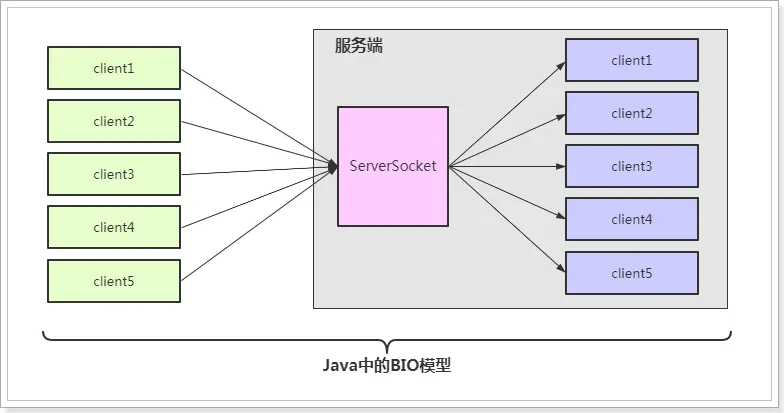 服务端
client1
client2
client3
client4
client5
ServerSocket
client1
client2
client3
client4
client5
Java中的BIO模型